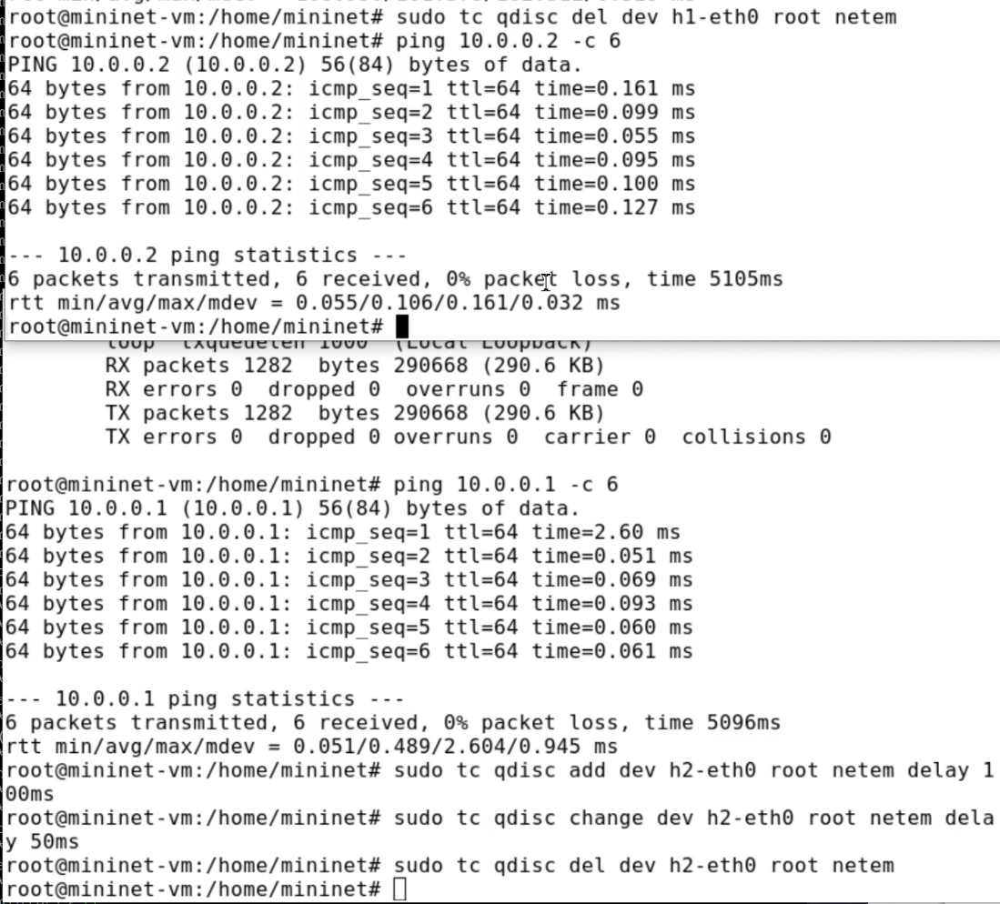 root@mininet-vm:/home/mininet# sudo tc qdisc del dev h1-eth0 root netem
root@mininet-vm:/home/mininet# ping 10.0.0.2 -c 6
PING 10.0.0.2 (10.0.0.2) 56(84) bytes of data.
64 bytes from 10.0.0.2: icmp_seq=1 ttl=64 time=0.161 ms
64 bytes from 10.0.0.2: icmp_seq=2 ttl=64 time=0.099 ms
64 bytes from 10.0.0.2: icmp_seq=3 ttl=64 time=0.055 ms
64 bytes from 10.0.0.2: icmp_seq=4 ttl=64 time=0.095 ms
64 bytes from 10.0.0.2: icmp_seq=5 ttl=64 time=0.100 ms
64 bytes from 10.0.0.2: icmp_seq=6 ttl=64 time=0.127 ms
--- 10.0.0.2 ping statistics ---
6 packets transmitted, 6 received, 0% packet loss, time 5105ms
rtt min/avg/max/mdev = 0.055/0.106/0.161/0.032 ms
root@mininet-vm:/home/mininet#
loop txqueuelen 1000 (Local Loopback)
RX packets 1282 bytes 290668 (290.6 KB)
RX errors 0 dropped 0 overruns 0 frame 0
TX packets 1282 bytes 290668 (290.6 KB)
TX errors 0 dropped 0 overruns 0 carrier 0 collisions 0
root@mininet-vm:/home/mininet# ping 10.0.0.1 -c 6
PING 10.0.0.1 (10.0.0.1) 56(84) bytes of data.
64 bytes from 10.0.0.1: icmp_seq=1 ttl=64 time=2.60 ms
64 bytes from 10.0.0.1: icmp_seq=2 ttl=64 time=0.051 ms
64 bytes from 10.0.0.1: icmp_seq=3 ttl=64 time=0.069 ms
64 bytes from 10.0.0.1: icmp_seq=4 ttl=64 time=0.093 ms
64 bytes from 10.0.0.1: icmp_seq=5 ttl=64 time=0.060 ms
64 bytes from 10.0.0.1: icmp_seq=6 ttl=64 time=0.061 ms
--- 10.0.0.1 ping statistics ---
6 packets transmitted, 6 received, 0% packet loss, time 5096ms
rtt min/avg/max/mdev = 0.051/0.489/2.604/0.945 ms
root@mininet-vm:/home/mininet# sudo tc qdisc add dev h2-eth0 root netem delay 1
00ms
root@mininet-vm:/home/mininet# sudo tc qdisc change dev h2-eth0 root netem dela
y 50ms
root@mininet-vm:/home/mininet# sudo tc qdisc del dev h2-eth0 root netem
root@mininet-vm:/home/mininet#